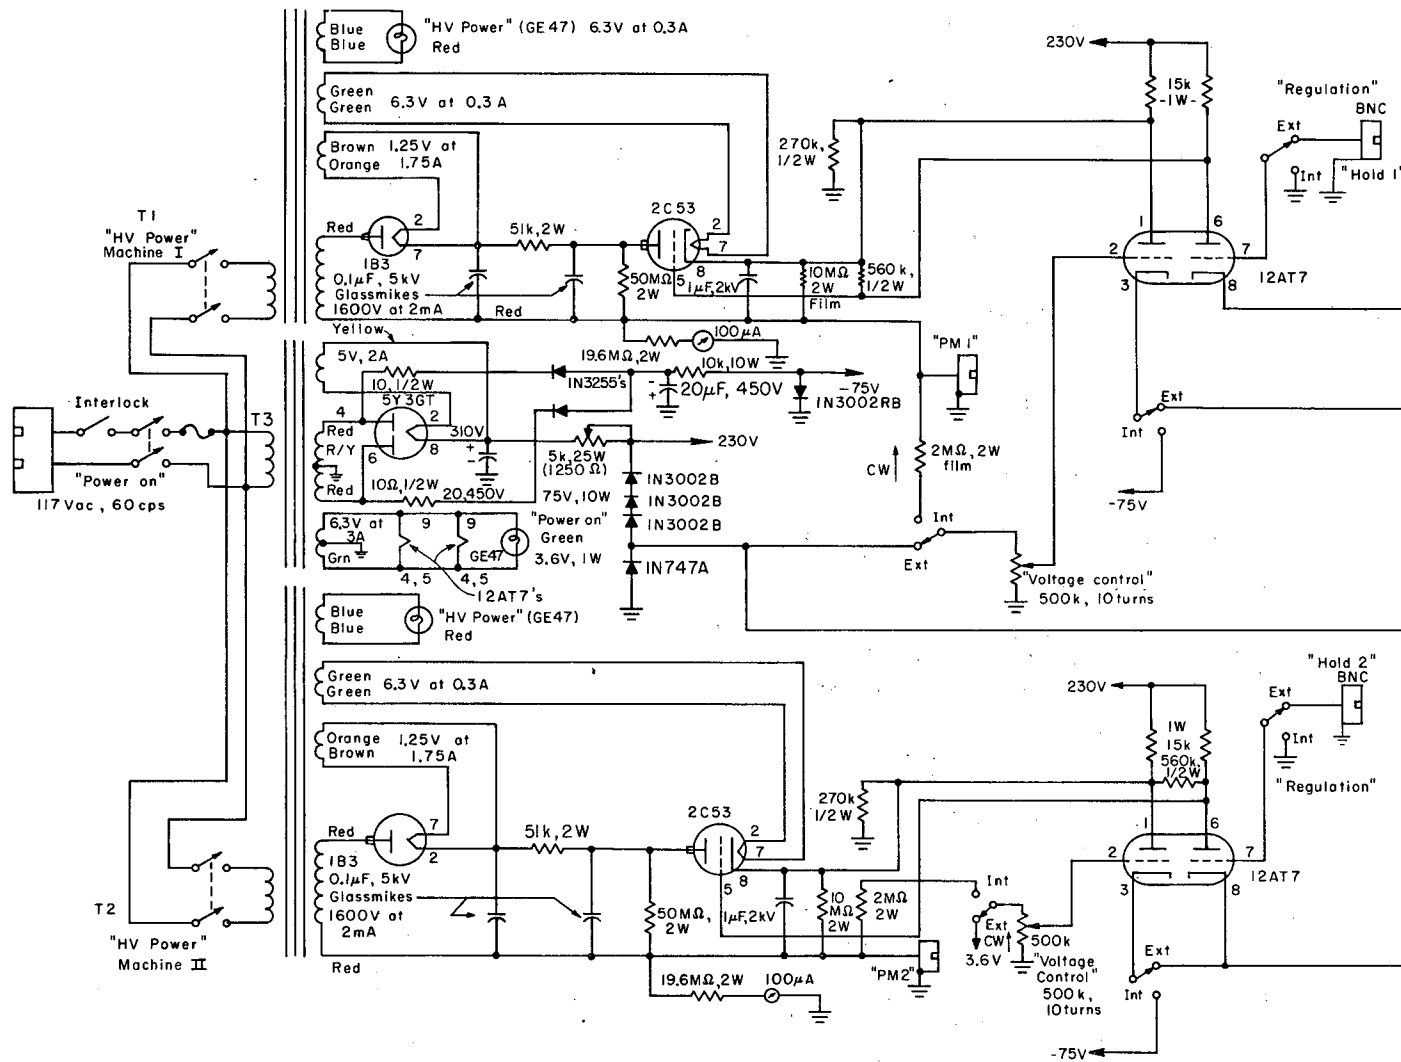 Blue
Blue
"HV Power" (GE47) 6.3V at 0.3A
Red
Green
Green
6.3V at 0.3A
Brown 1.25V at
Orange 1.75A
Red
2
7
1B3
0.1μF, 5kV
Glassmikes
1600V at 2mA
Red
51k, 2W
2C53
2
7
8
5
50MΩ
2W
1μF, 2kV
10MΩ
2W
Film
560k,
1/2W
270k,
1/2W
230V
15k
-1W-
"Regulation"
BNC
Ext
Int
"Hold 1"
1
6
2
7
12AT7
3
8
T1
"HV Power"
Machine I
Yellow
5V, 2A
10, 1/2W
5Y3GT
4
2
Red
R/Y
6
8
Red
310V
+
-
10Ω, 1/2W
20,450V
19.6MΩ, 2W
100μA
1N3255's
10k, 10W
-
+
20μF, 450V
-75V
1N3002RB
5k, 25W
(1250Ω)
230V
1N3002B
75V, 10W
1N3002B
1N3002B
1N747A
"PM 1"
2MΩ, 2W
film
CW
Int
Ext
"Voltage control"
500k, 10 turns
Ext
Int
-75V
Interlock
T3
"Power on"
117 Vac, 60 cps
6.3V at
3A
Grn
9
9
GE47
4, 5
4, 5
12AT7's
"Power on"
Green
3.6V, 1W
Blue
Blue
"HV Power" (GE47)
Red
Green
Green
6.3V at 0.3A
Orange 1.25V at
Brown 1.75A
Red
7
2
1B3
0.1μF, 5kV
Glassmikes
1600V at
2mA
Red
51k, 2W
2C53
2
7
8
5
50MΩ,
2W
1μF, 2kV
10
MΩ
2W
2MΩ
2W
270k
1/2W
230V
1W
15k
560k,
1/2W
"Hold 2"
BNC
Ext
Int
"Regulation"
1
6
2
7
12AT7
3
8
Int
Ext
CW
3.6V
500k
"Voltage
Control"
500k,
10turns
"PM2"
19.6MΩ, 2W
100μA
Ext
Int
-75V
T2
"HV Power"
Machine II